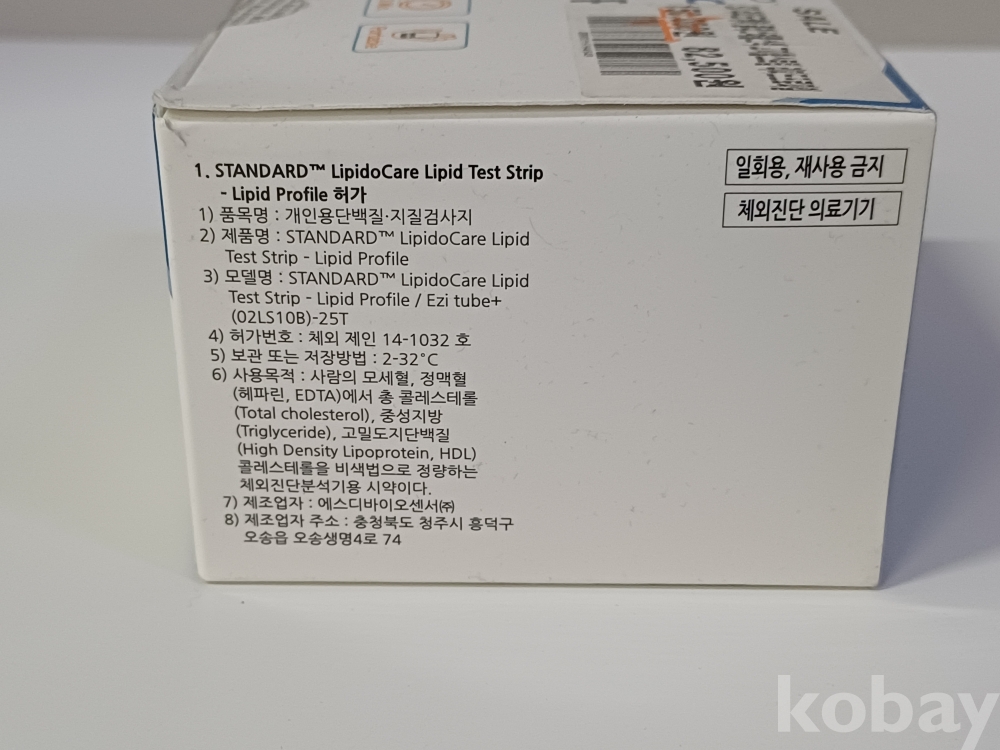 SALE
82,500원
1. STANDARD™ LipidoCare Lipid Test Strip
- Lipid Profile 허가
1) 품목명 : 개인용단백질·지질검사지
2) 제품명 : STANDARD™ LipidoCare Lipid
Test Strip - Lipid Profile
3) 모델명 : STANDARD™ LipidoCare Lipid
Test Strip - Lipid Profile / Ezi tube+
(02LS10B)-25T
4) 허가번호 : 체외 제인 14-1032 호
5) 보관 또는 저장방법 : 2-32°C
6) 사용목적 : 사람의 모세혈, 정맥혈
(헤파린, EDTA)에서 총 콜레스테롤
(Total cholesterol), 중성지방
(Triglyceride), 고밀도지단백질
(High Density Lipoprotein, HDL)
콜레스테롤을 비색법으로 정량하는
체외진단분석기용 시약이다.
7) 제조업자 : 에스디바이오센서㈜
8) 제조업자 주소 : 충청북도 청주시 흥덕구
오송읍 오송생명4로 74
일회용, 재사용 금지
체외진단 의료기기
kobay